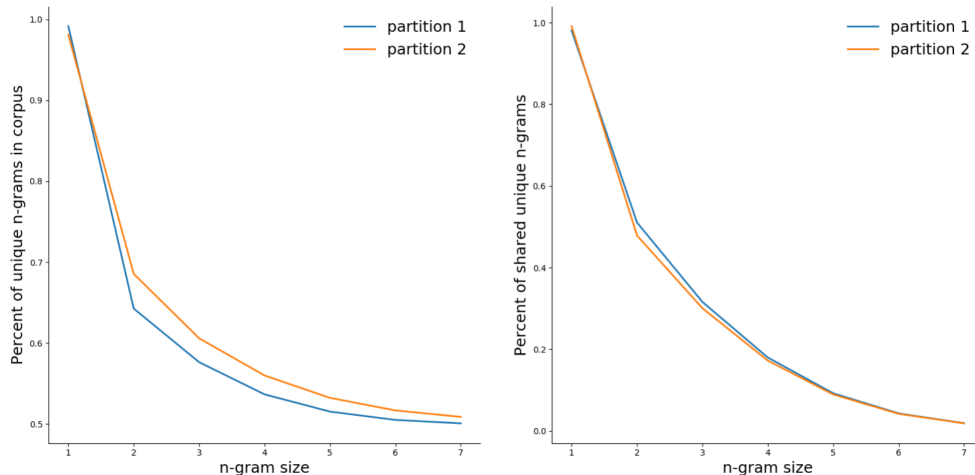 Percent of unique n-grams in corpus
1.0
0.9
0.8
0.7
0.6
0.5
1 2 3 4 5 6 7
n-gram size
partition 1
partition 2
Percent of shared unique n-grams
1.0
0.8
0.6
0.4
0.2
0.0
1 2 3 4 5 6 7
n-gram size
partition 1
partition 2